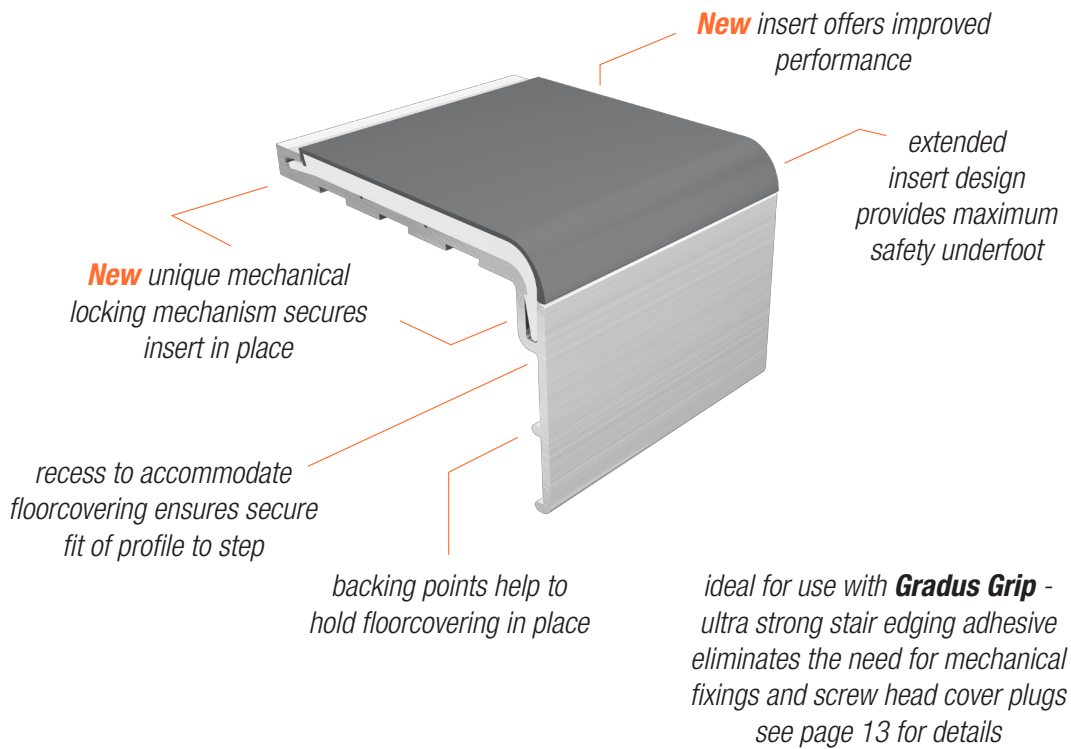 New insert offers improved
performance
extended
insert design
provides maximum
safety underfoot
New unique mechanical
locking mechanism secures
insert in place
recess to accommodate
floorcovering ensures secure
fit of profile to step
backing points help to
hold floorcovering in place
ideal for use with Gradus Grip -
ultra strong stair edging adhesive
eliminates the need for mechanical
fixings and screw head cover plugs
see page 13 for details